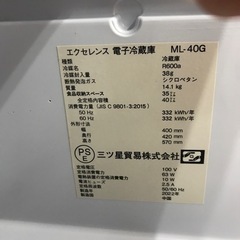 エクセレンス 電子冷蔵庫 ML-40G
種類 冷蔵庫
冷媒 R600a
冷媒封入量 38g
断熱発泡ガス シクロペンタン
質量 14.1 kg
食品収納スペース 35
全定格内容積 40
消費電力量 (JIS C 9801-3:2015)
50 Hz 332 kWh/年
60 Hz 332 kWh/年
外形寸法
幅 400 mm
奥行 420 mm
高さ 570 mm
PSE
三ツ星貿易株式会社
100 V
63 W
10 W
2.5 A
50/60 Hz
2022年
中国